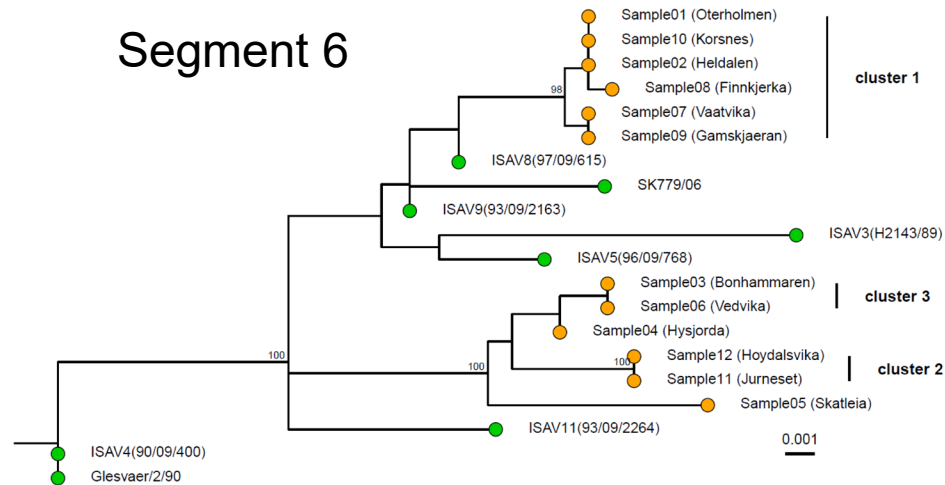 Segment 6
Sample01 (Oterholmen)
Sample10 (Korsnes)
Sample02 (Heldalen)
Sample08 (Finnkjerka)
cluster 1
98
Sample07 (Vaatvika)
Sample09 (Gamskjaeran)
ISAV8(97/09/615)
SK779/06
ISAV9(93/09/2163)
ISAV3(H2143/89)
ISAV5(96/09/768)
Sample03 (Bonhammaren)
cluster 3
Sample06 (Vedvika)
Sample04 (Hysjorda)
100
Sample12 (Hoydalsvika)
100
100
cluster 2
Sample11 (Jurneset)
Sample05 (Skatleia)
ISAV11(93/09/2264)
0.001
ISAV4(90/09/400)
Glesvaer/2/90